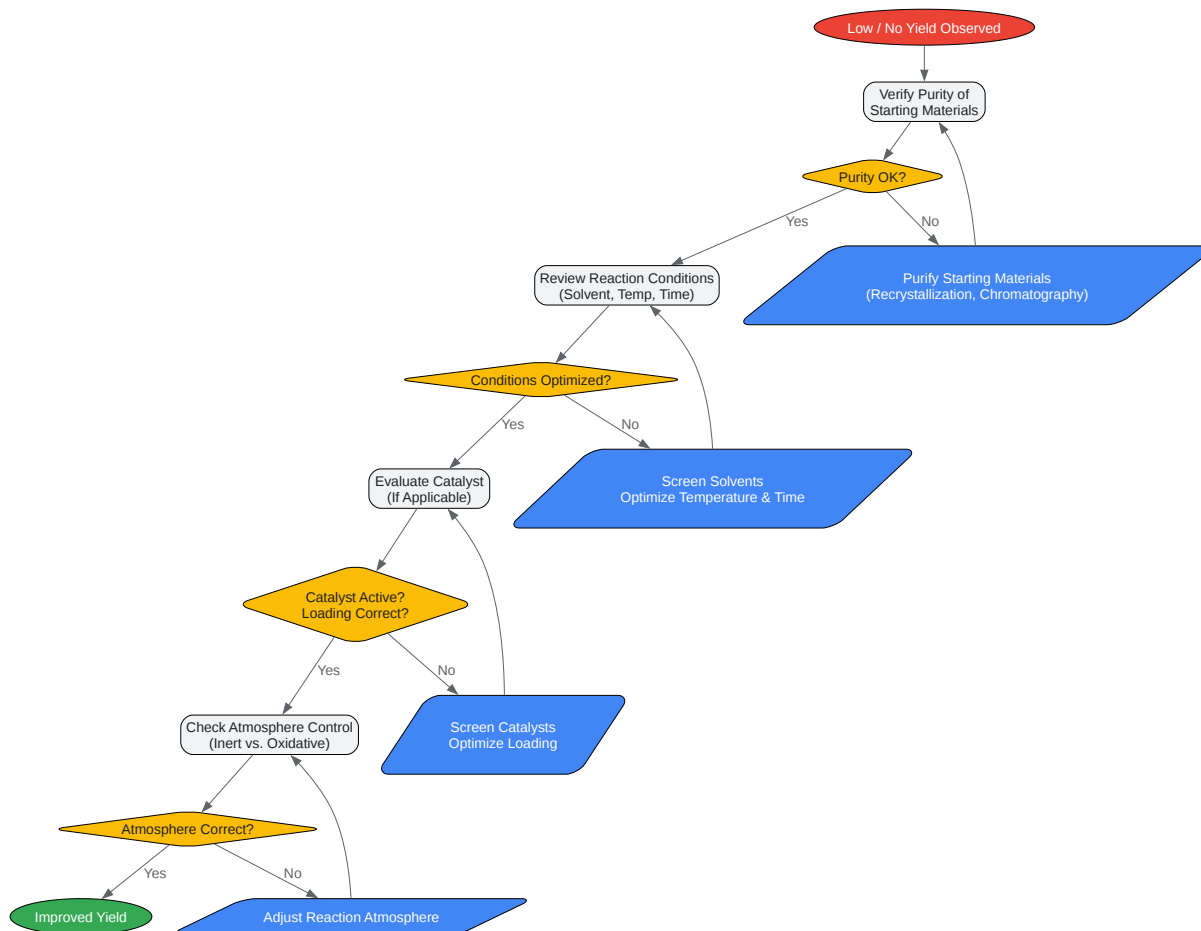 Low / No Yield Observed
Verify Purity of
Starting Materials
Purity OK?
Yes
No
Purify Starting Materials
(Recrystallization, Chromatography)
Review Reaction Conditions
(Solvent, Temp, Time)
Conditions Optimized?
Yes
No
Screen Solvents
Optimize Temperature & Time
Evaluate Catalyst
(If Applicable)
Catalyst Active?
Loading Correct?
Yes
No
Screen Catalysts
Optimize Loading
Check Atmosphere Control
(Inert vs. Oxidative)
Atmosphere Correct?
Yes
No
Improved Yield
Adjust Reaction Atmosphere